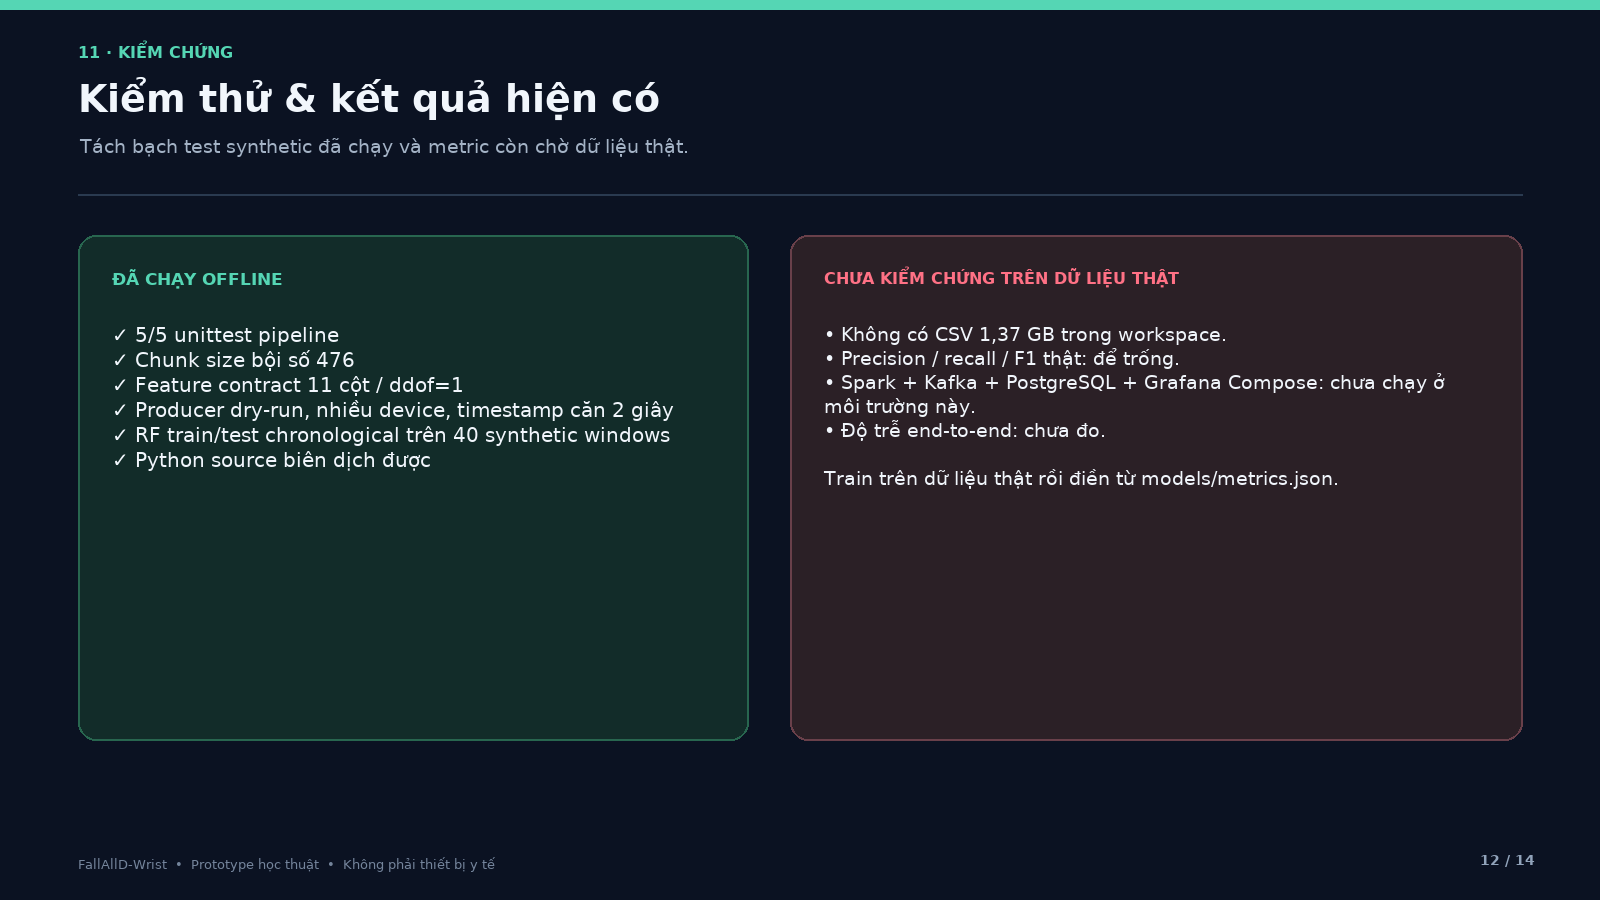 11 · KIỂM CHỨNG
Kiểm thử & kết quả hiện có
Tách bạch test synthetic đã chạy và metric còn chờ dữ liệu thật.
ĐÃ CHẠY OFFLINE
✓ 5/5 unittest pipeline
✓ Chunk size bội số 476
✓ Feature contract 11 cột / ddof=1
✓ Producer dry-run, nhiều device, timestamp căn 2 giây
✓ RF train/test chronological trên 40 synthetic windows
✓ Python source biên dịch được
CHƯA KIỂM CHỨNG TRÊN DỮ LIỆU THẬT
• Không có CSV 1,37 GB trong workspace.
• Precision / recall / F1 thật: để trống.
• Spark + Kafka + PostgreSQL + Grafana Compose: chưa chạy ở
môi trường này.
• Độ trễ end-to-end: chưa đo.
Train trên dữ liệu thật rồi điền từ models/metrics.json.
FallAllD-Wrist • Prototype học thuật • Không phải thiết bị y tế
12 / 14